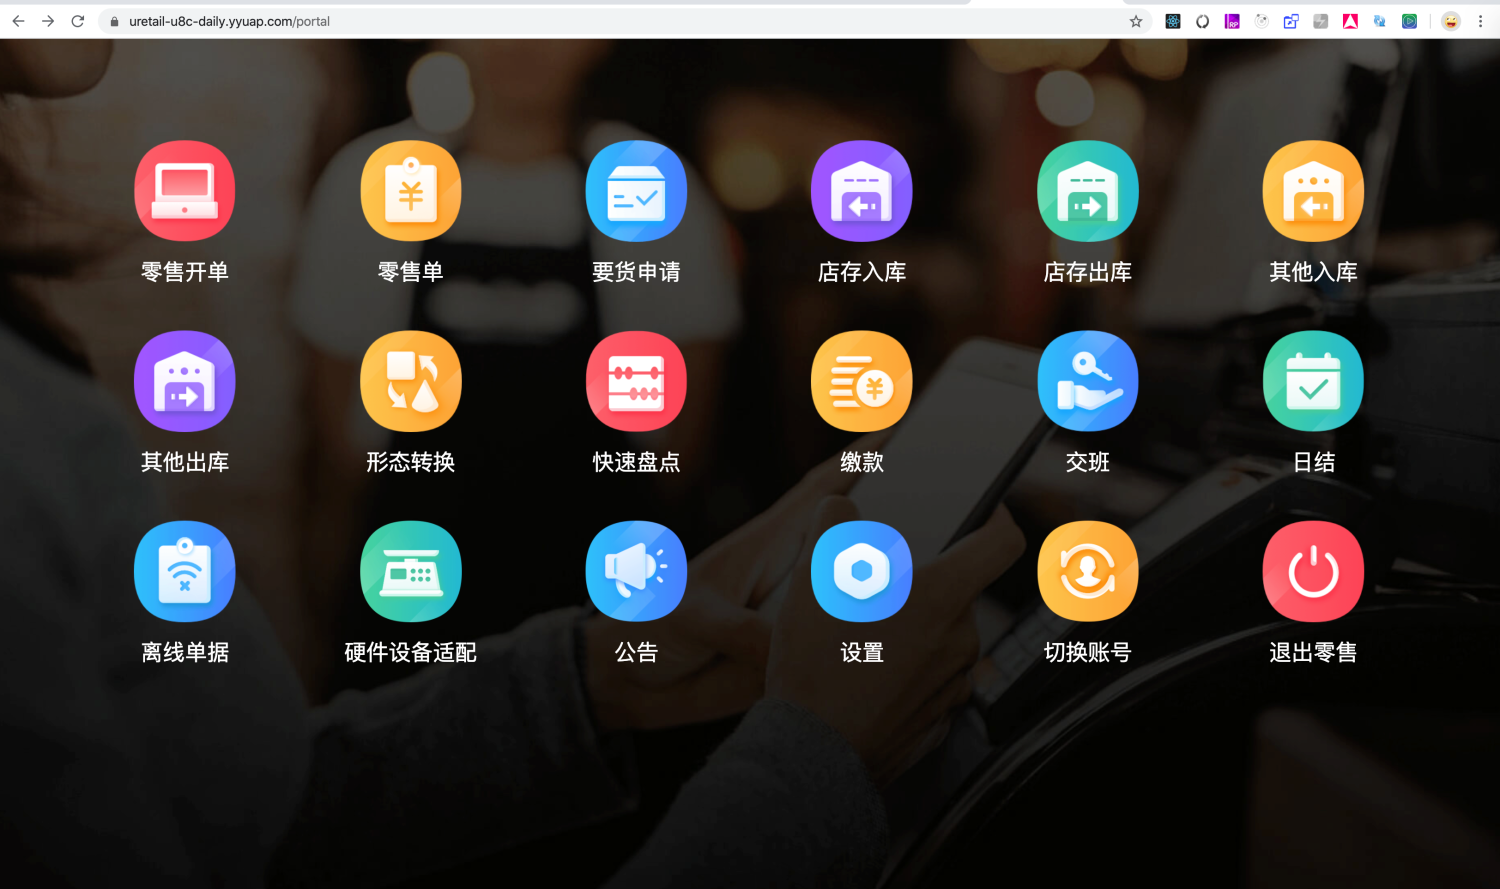 uretail-u8c-daily.yyuap.com/portal
零售开单 零售单 要货申请 店存入库 店存出库 其他入库
其他出库 形态转换 快速盘点 缴款 交班 日结
离线单据 硬件设备适配 公告 设置 切换账号 退出零售